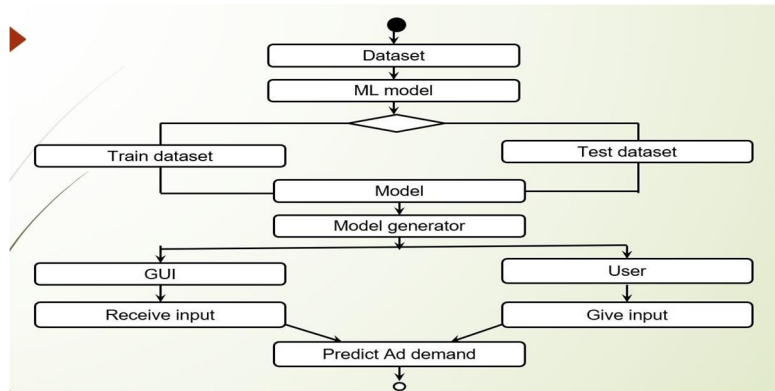 Dataset
ML model
Train dataset
Test dataset
Model
Model generator
GUI
User
Receive input
Give input
Predict Ad demand